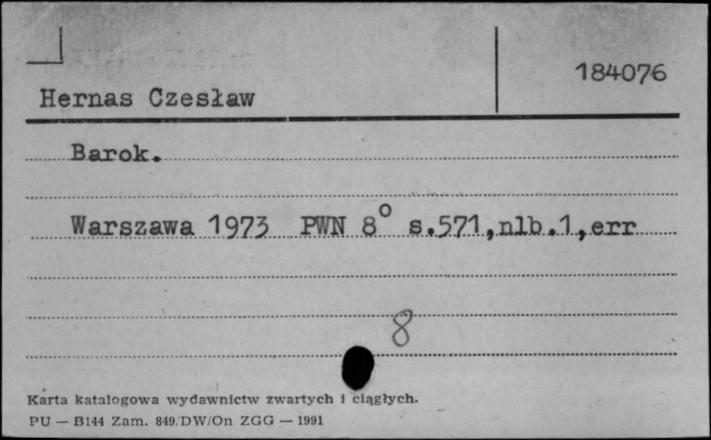 184076
Hernas Czesław
Barok.
Warszawa 1973 PWN 8° s.571,nlb.1,err
8
Karta katalogowa wydawnictw zwartych i ciągłych.
PU — B144 Zam. 849/DW/On ZGG — 1991